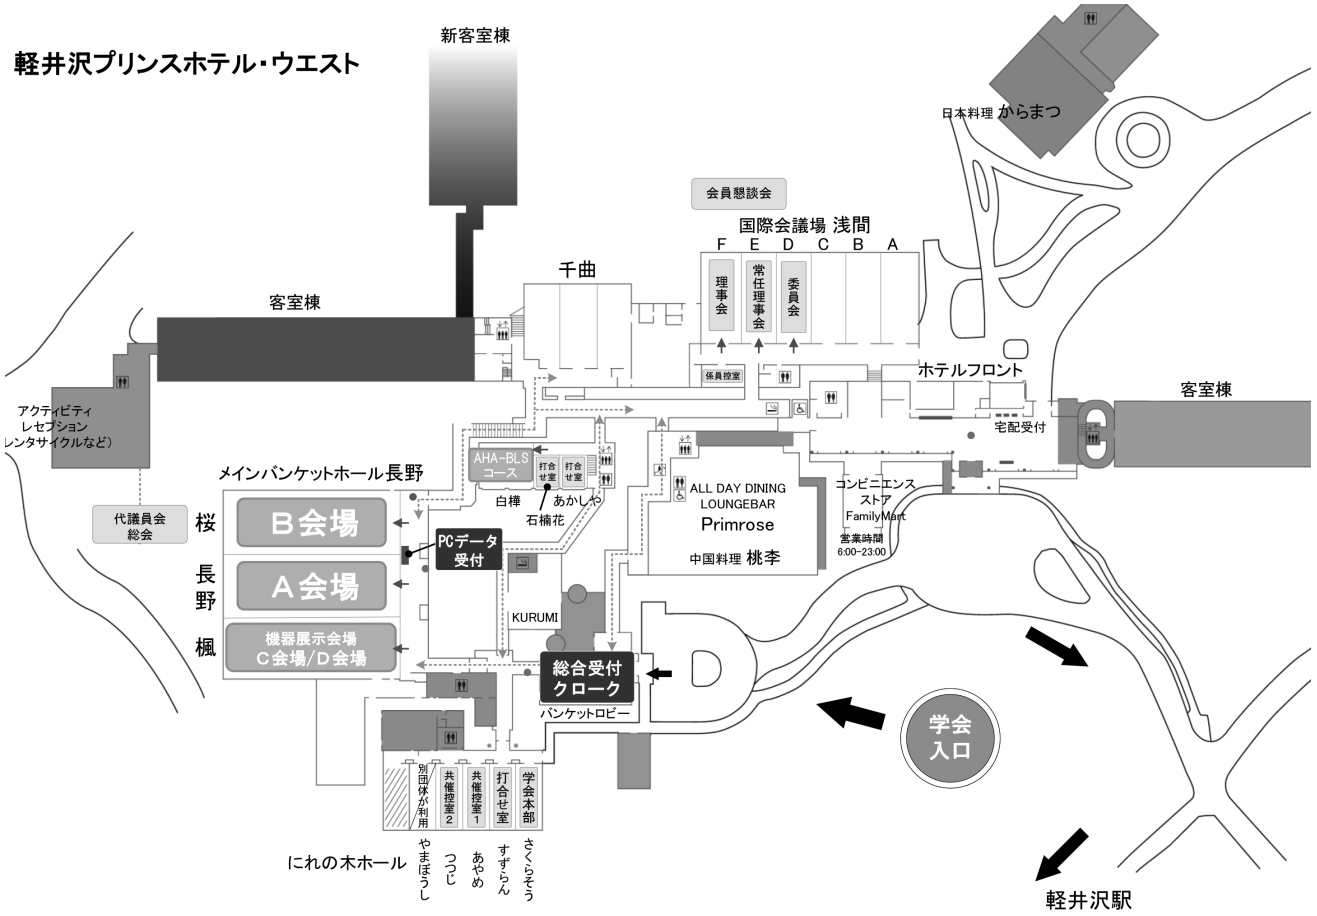 軽井沢プリンスホテル・ウエスト
新客室棟
日本料理 からまつ
会員懇談会
国際会議場 浅間
F E D C B A
理事会
常任理事会
委員会
千曲
客室棟
係員控室
ホテルフロント
客室棟
宅配受付
アクティビティ
レセプション
レンタサイクルなど）
メインバンケットホール長野
AHA-BLS
コース
打合
せ室
打合
せ室
白樺
石楠花
あかしや
ALL DAY DINING
LOUNGEBAR
Primrose
中国料理 桃李
コンビニエンス
ストア
FamilyMart
営業時間
6:00-23:00
代議員会
総会
桜
B会場
PCデータ
受付
長野
A会場
楓
機器展示会場
C会場/D会場
KURUMI
総合受付
クローク
バンケットロビー
学会
入口
別団体が利用
共催控室2
共催控室1
打合せ室
学会本部
にれの木ホール
やまぼうし
つつじ
あやめ
すずらん
さくらそう
軽井沢駅